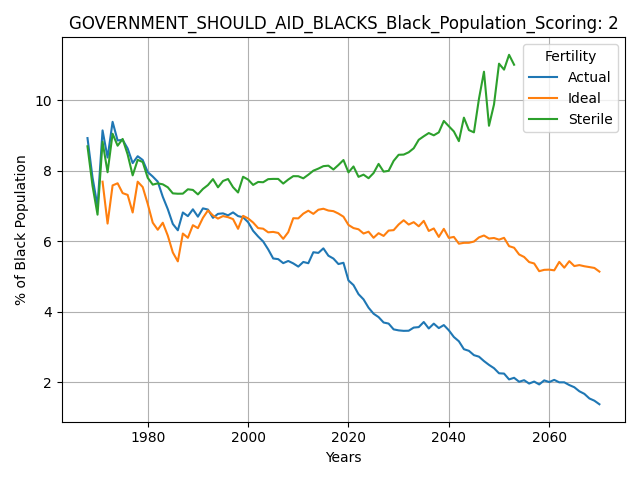 GOVERNMENT_SHOULD_AID_BLACKS_Black_Population_Scoring: 2
Fertility
Actual
Ideal
Sterile
% of Black Population
10
8
6
4
2
1980 2000 2020 2040 2060
Years